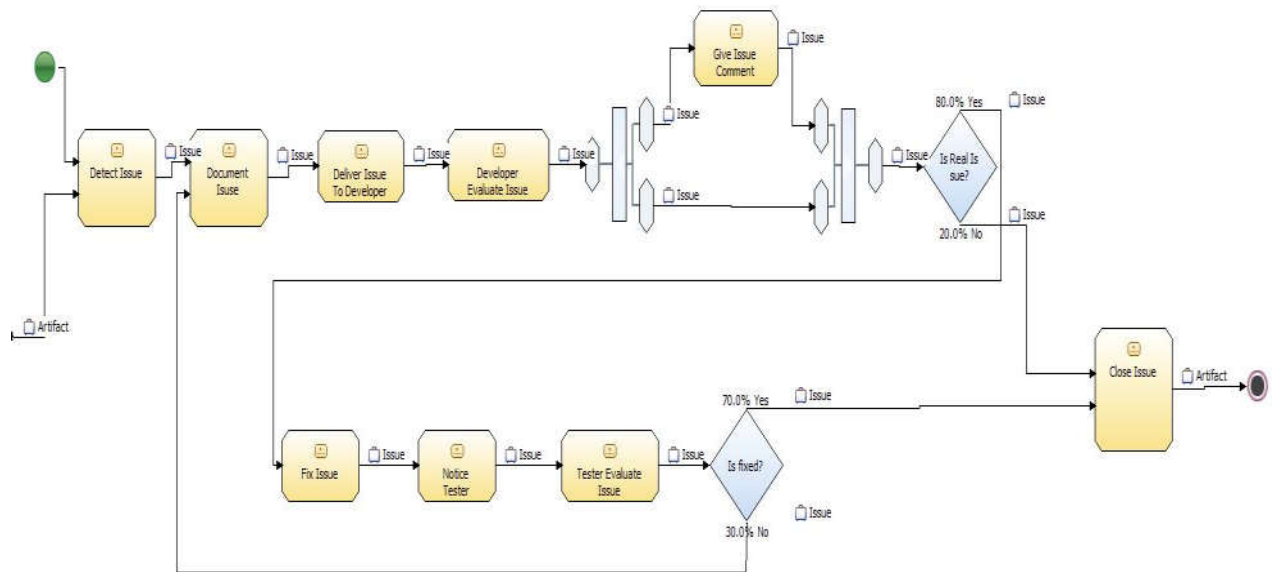 Issue
Give Issue
Comment
Issue
80.0% Yes
Issue
Detect Issue
Issue
Document
Isuse
Issue
Deliver Issue
To Developer
Issue
Developer
Evaluate Issue
Issue
Issue
Issue
Is Real Is
sue?
Issue
20.0% No
Issue
Artifact
Close Issue
Artifact
70.0% Yes
Issue
Fix Issue
Issue
Notice
Tester
Issue
Tester Evaluate
Issue
Issue
Is fixed?
30.0% No
Issue